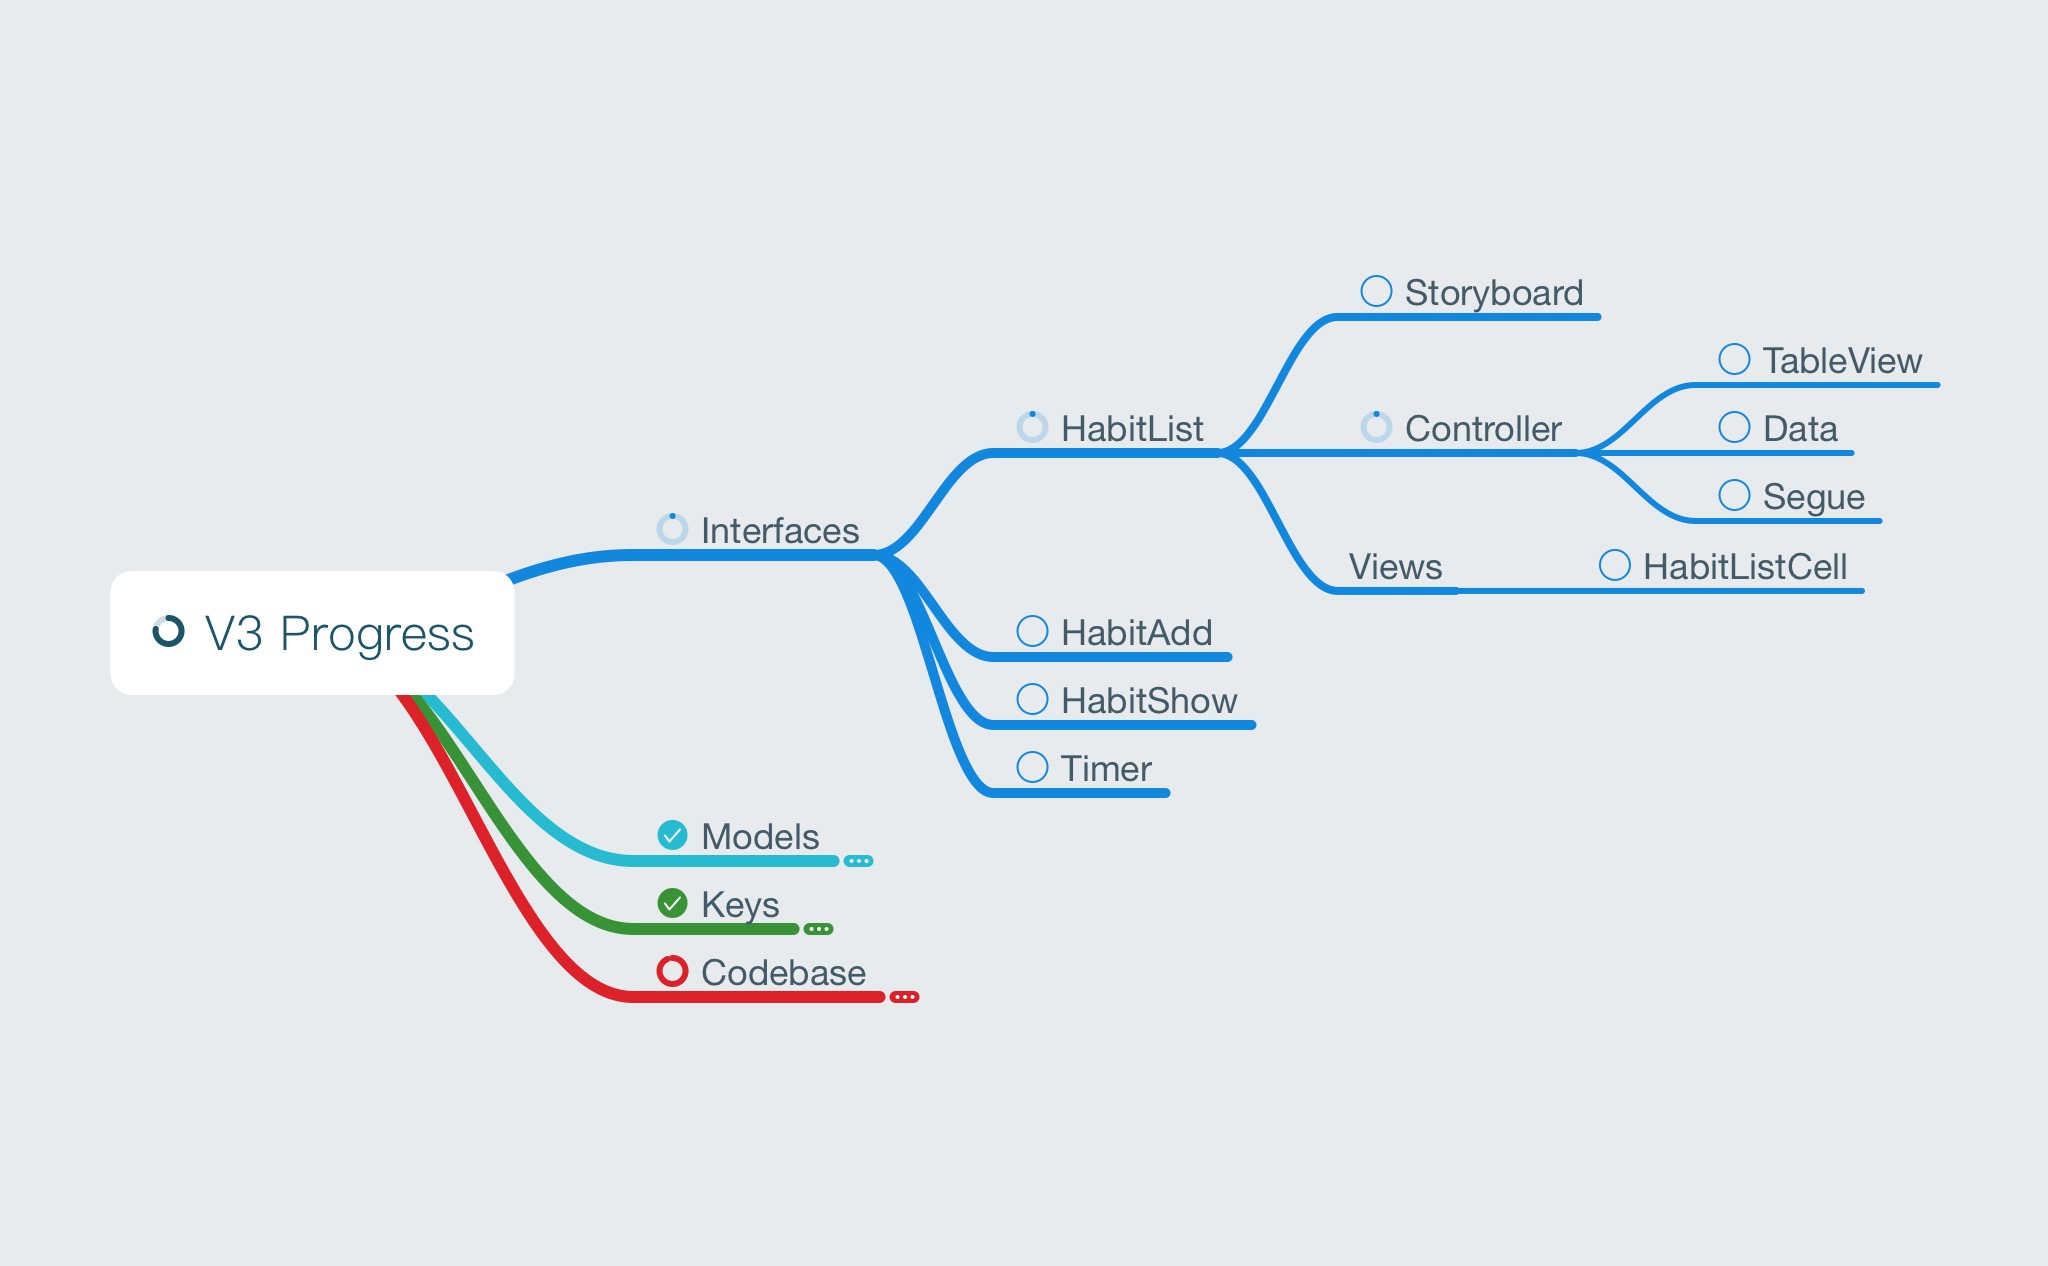 V3 Progress
Interfaces
HabitList
Storyboard
Controller
TableView
Data
Segue
Views
HabitListCell
HabitAdd
HabitShow
Timer
Models
Keys
Codebase